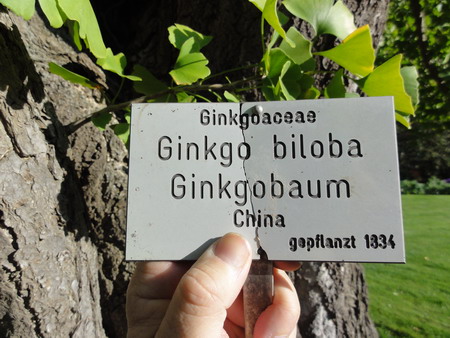 Ginkgoaceae
Ginkgo biloba
Ginkgobaum
China
gepflanzt 1834